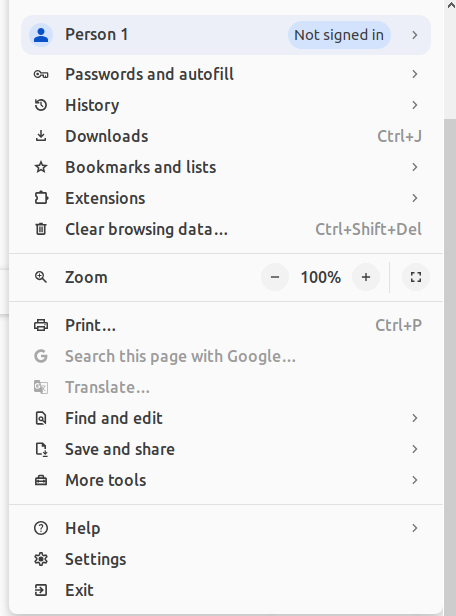 Person 1 Not signed in
Passwords and autofill
History
Downloads Ctrl+J
Bookmarks and lists
Extensions
Clear browsing data... Ctrl+Shift+Del
Zoom − 100% +
Print... Ctrl+P
Search this page with Google...
Translate...
Find and edit
Save and share
More tools
Help
Settings
Exit